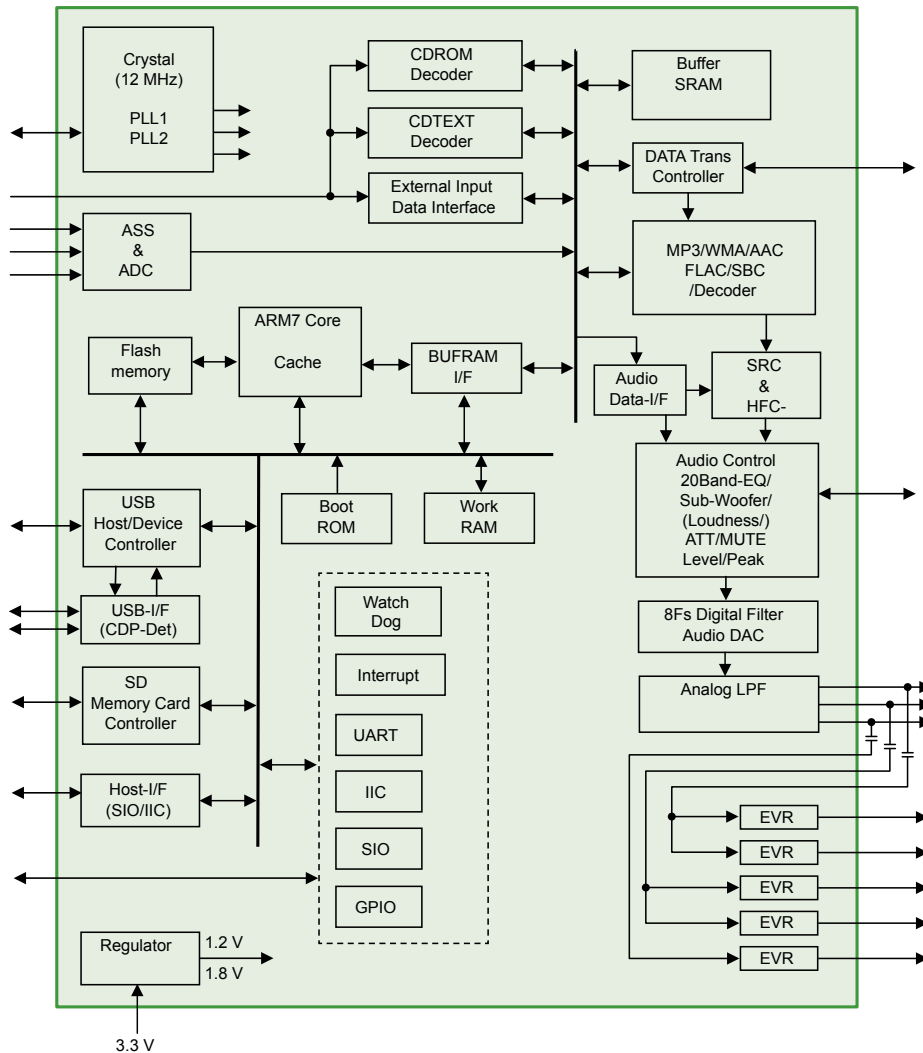 Crystal
(12 MHz)
PLL1
PLL2
CDROM
Decoder
Buffer
SRAM
CDTEXT
Decoder
DATA Trans
Controller
External Input
Data Interface
ASS
&
ADC
MP3/WMA/AAC
FLAC/SBC
/Decoder
ARM7 Core
Cache
Flash
memory
BUFRAM
I/F
Audio
Data-I/F
SRC
&
HFC-
Audio Control
20Band-EQ/
Sub-Woofer/
(Loudness/)
ATT/MUTE
Level/Peak
USB
Host/Device
Controller
Boot
ROM
Work
RAM
USB-I/F
(CDP-Det)
Watch
Dog
8Fs Digital Filter
Audio DAC
Interrupt
SD
Memory Card
Controller
Analog LPF
UART
Host-I/F
(SIO/IIC)
IIC
SIO
GPIO
EVR
EVR
EVR
EVR
EVR
Regulator
1.2 V
1.8 V
3.3 V